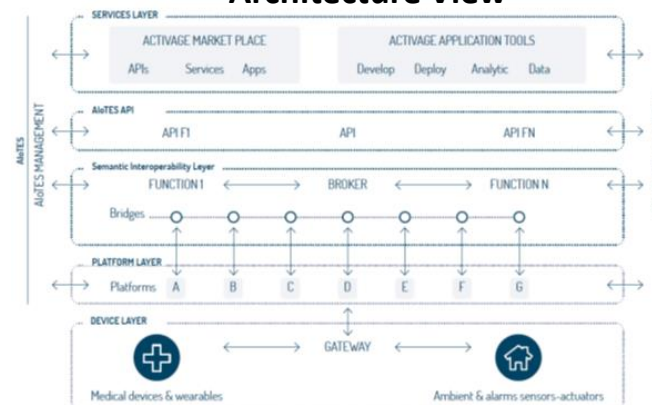 Architecture View
SERVICES LAYER
ACTIVAGE MARKET PLACE
APIs Services Apps
ACTIVAGE APPLICATION TOOLS
Develop Deploy Analytic Data
AIoTES
AIoTES MANAGEMENT
AIoTES API
API F1 API API FN
Semantic Interoperability Layer
FUNCTION 1 BROKER FUNCTION N
Bridges
PLATFORM LAYER
Platforms A B C D E F G
DEVICE LAYER
GATEWAY
Medical devices & wearables
Ambient & alarms sensors-actuators